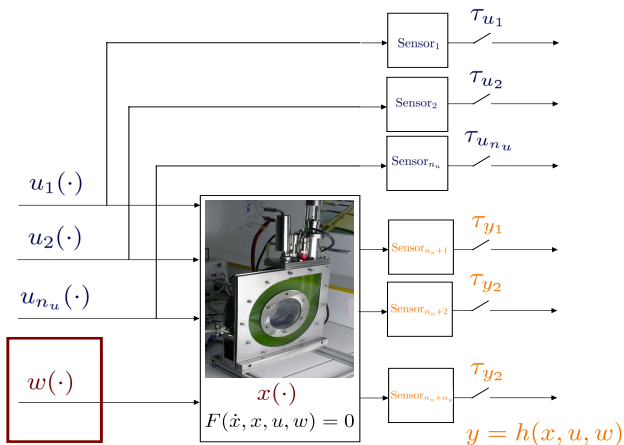 Sensor₁
τ_{u₁}
Sensor₂
τ_{u₂}
Sensor_{n_u}
τ_{u_{n_u}}
u₁(·)
u₂(·)
u_{n_u}(·)
w(·)
x(·)
F(ẋ, x, u, w) = 0
Sensor_{n_u+1}
τ_{y₁}
Sensor_{n_u+2}
τ_{y₂}
Sensor_{n_u+n_y}
τ_{y₂}
y = h(x, u, w)